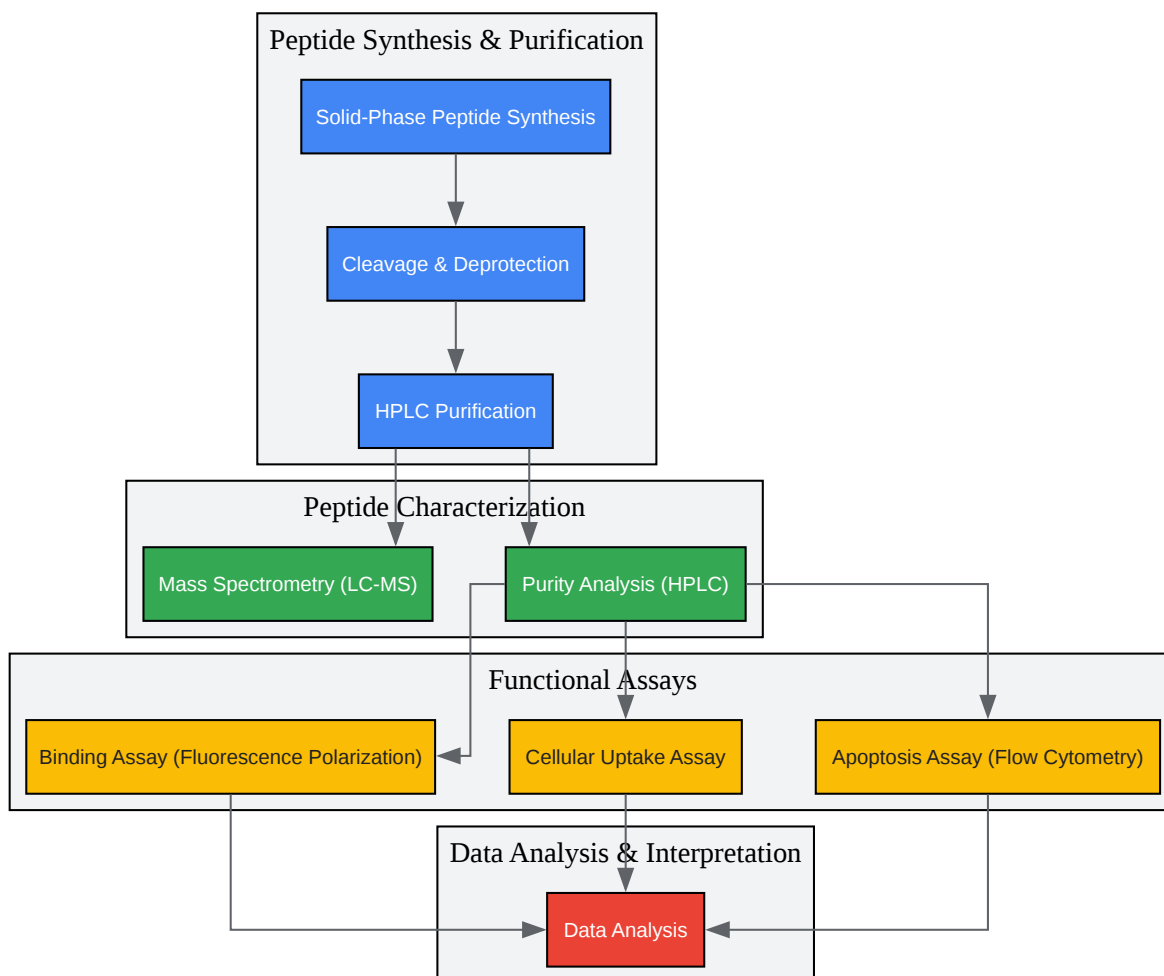 Peptide Synthesis & Purification
Solid-Phase Peptide Synthesis
Cleavage & Deprotection
HPLC Purification
Peptide Characterization
Mass Spectrometry (LC-MS)
Purity Analysis (HPLC)
Functional Assays
Binding Assay (Fluorescence Polarization)
Cellular Uptake Assay
Apoptosis Assay (Flow Cytometry)
Data Analysis & Interpretation
Data Analysis